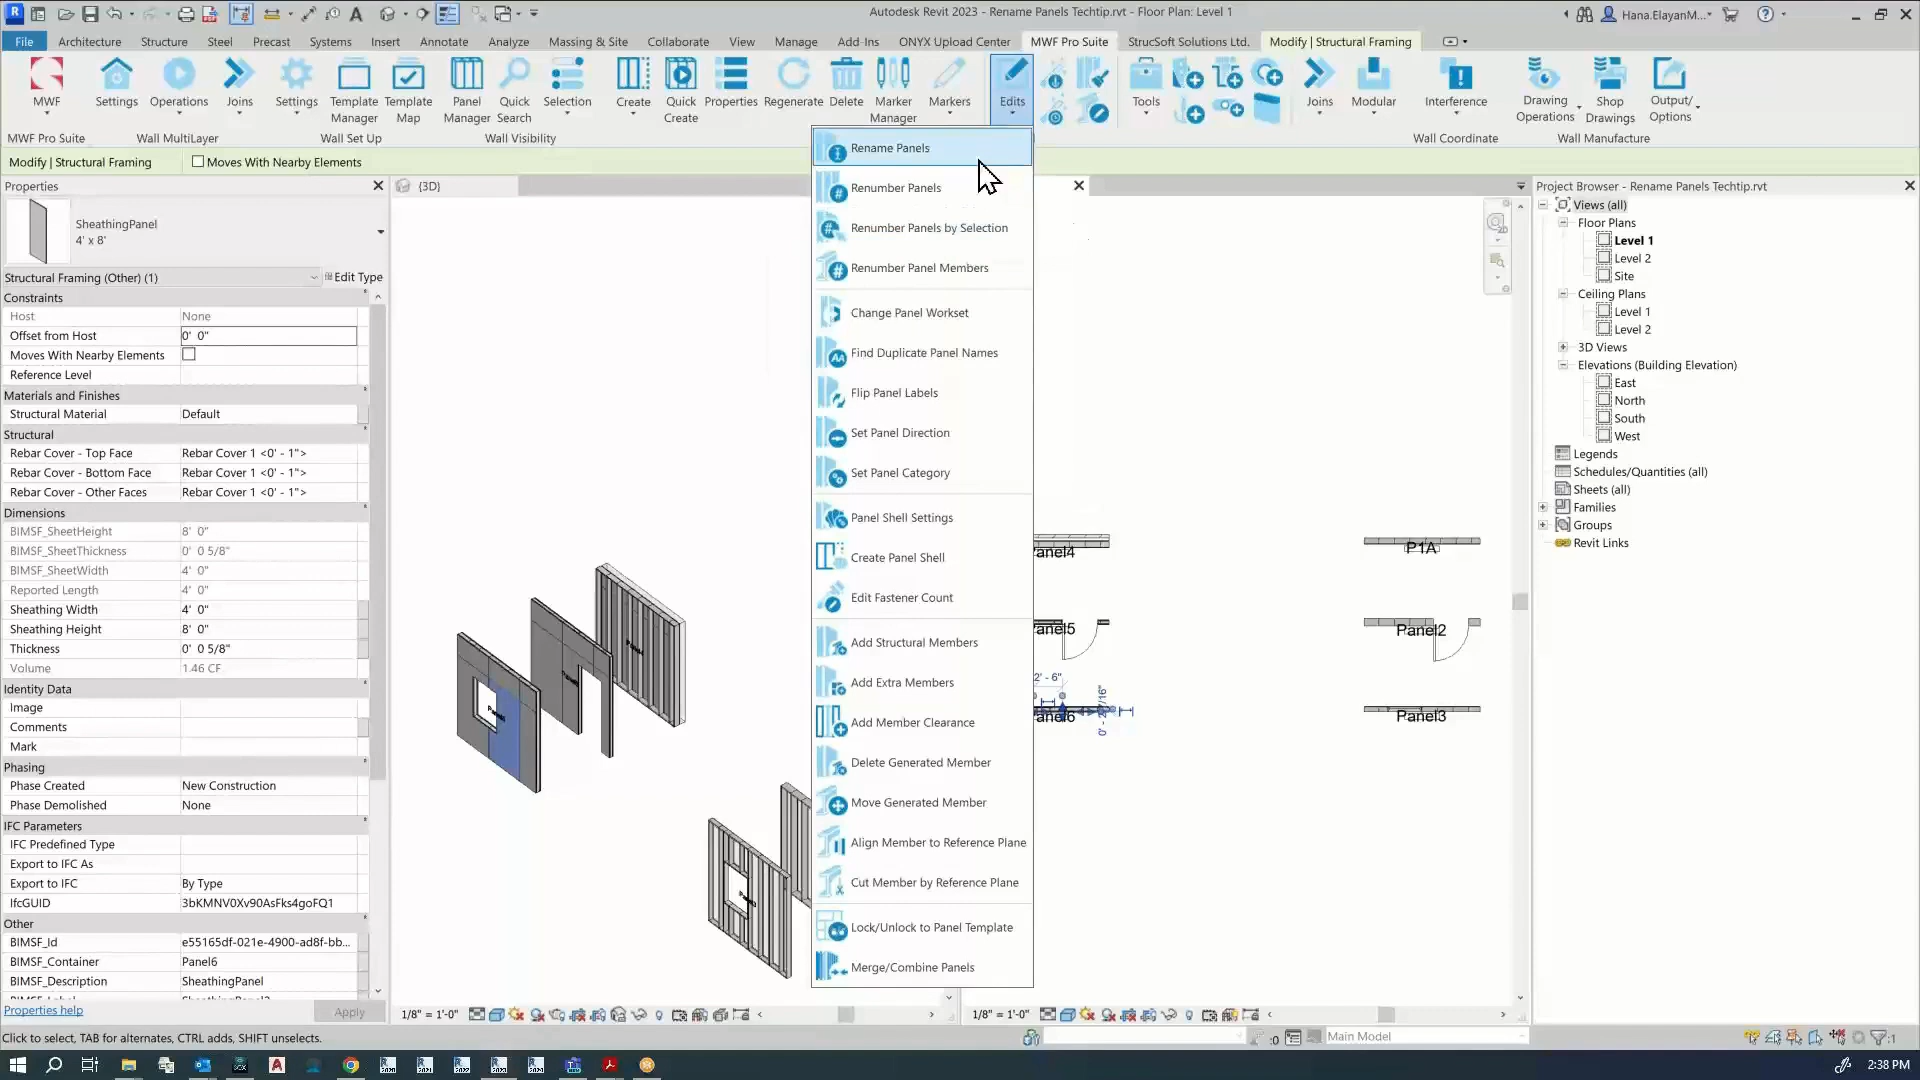 Autodesk Revit 2023 - Rename Panels Techtip.rvt - Floor Plan: Level 1
Hana.ElayanM...
File Architecture Structure Steel Precast Systems Insert Annotate Analyze Massing & Site Collaborate View Manage Add-Ins ONYX Upload Center MWF Pro Suite StrucSoft Solutions Ltd. Modify | Structural Framing
MWF Settings Operations Joins Settings Template Manager Template Map Panel Manager Quick Search Selection Create Quick Create Properties Regenerate Delete Marker Manager Markers Edits Tools Joins Modular Interference Drawing Operations Shop Drawings Output/ Options
MWF Pro Suite Wall MultiLayer Wall Set Up Wall Visibility Wall Coordinate Wall Manufacture
Modify | Structural Framing Moves With Nearby Elements
Properties
SheathingPanel
4' x 8'
Structural Framing (Other) (1) Edit Type
Constraints
Host None
Offset from Host 0' 0"
Moves With Nearby Elements
Reference Level
Materials and Finishes
Structural Material Default
Structural
Rebar Cover - Top Face Rebar Cover 1 <0' - 1">
Rebar Cover - Bottom Face Rebar Cover 1 <0' - 1">
Rebar Cover - Other Faces Rebar Cover 1 <0' - 1">
Dimensions
BIMSF_SheetHeight 8' 0"
BIMSF_SheetThickness 0' 0 5/8"
BIMSF_SheetWidth 4' 0"
Reported Length 4' 0"
Sheathing Width 4' 0"
Sheathing Height 8' 0"
Thickness 0' 0 5/8"
Volume 1.46 CF
Identity Data
Image
Comments
Mark
Phasing
Phase Created New Construction
Phase Demolished None
IFC Parameters
IFC Predefined Type
Export to IFC As
Export to IFC By Type
IfcGUID 3bKMNV0Xv90AsFks4goFQ1
Other
BIMSF_Id e55165df-021e-4900-ad8f-bb...
BIMSF_Container Panel6
BIMSF_Description SheathingPanel
Properties help Apply
{3D}
Rename Panels
Renumber Panels
Renumber Panels by Selection
Renumber Panel Members
Change Panel Workset
Find Duplicate Panel Names
Flip Panel Labels
Set Panel Direction
Set Panel Category
Panel Shell Settings
Create Panel Shell
Edit Fastener Count
Add Structural Members
Add Extra Members
Add Member Clearance
Delete Generated Member
Move Generated Member
Align Member to Reference Plane
Cut Member by Reference Plane
Lock/Unlock to Panel Template
Merge/Combine Panels
anel4 P1A
anel5 Panel2
2' - 6"
anel6 Panel3
1/8" = 1'-0"
1/8" = 1'-0"
Project Browser - Rename Panels Techtip.rvt
Views (all)
Floor Plans
Level 1
Level 2
Site
Ceiling Plans
Level 1
Level 2
3D Views
Elevations (Building Elevation)
East
North
South
West
Legends
Schedules/Quantities (all)
Sheets (all)
Families
Groups
Revit Links
Click to select, TAB for alternates, CTRL adds, SHIFT unselects. :0 Main Model :1
2:38 PM